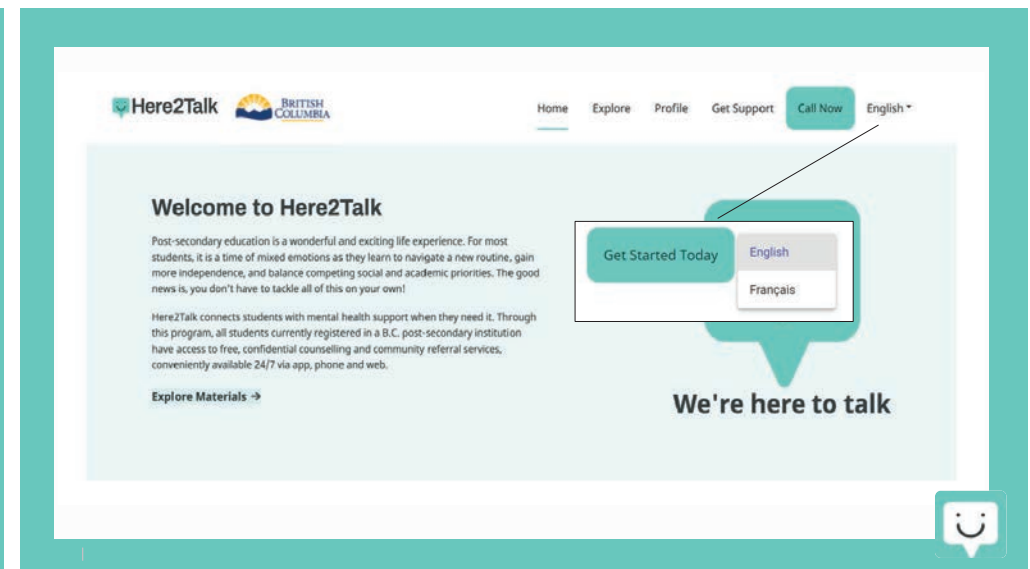 Here2Talk
BRITISH
COLUMBIA
Home Explore Profile Get Support Call Now English
Welcome to Here2Talk
Post-secondary education is a wonderful and exciting life experience. For most
students, it is a time of mixed emotions as they learn to navigate a new routine, gain
more independence, and balance competing social and academic priorities. The good
news is, you don't have to tackle all of this on your own!
Here2Talk connects students with mental health support when they need it. Through
this program, all students currently registered in a B.C. post-secondary institution
have access to free, confidential counselling and community referral services,
conveniently available 24/7 via app, phone and web.
Explore Materials →
Get Started Today
English
Français
We're here to talk